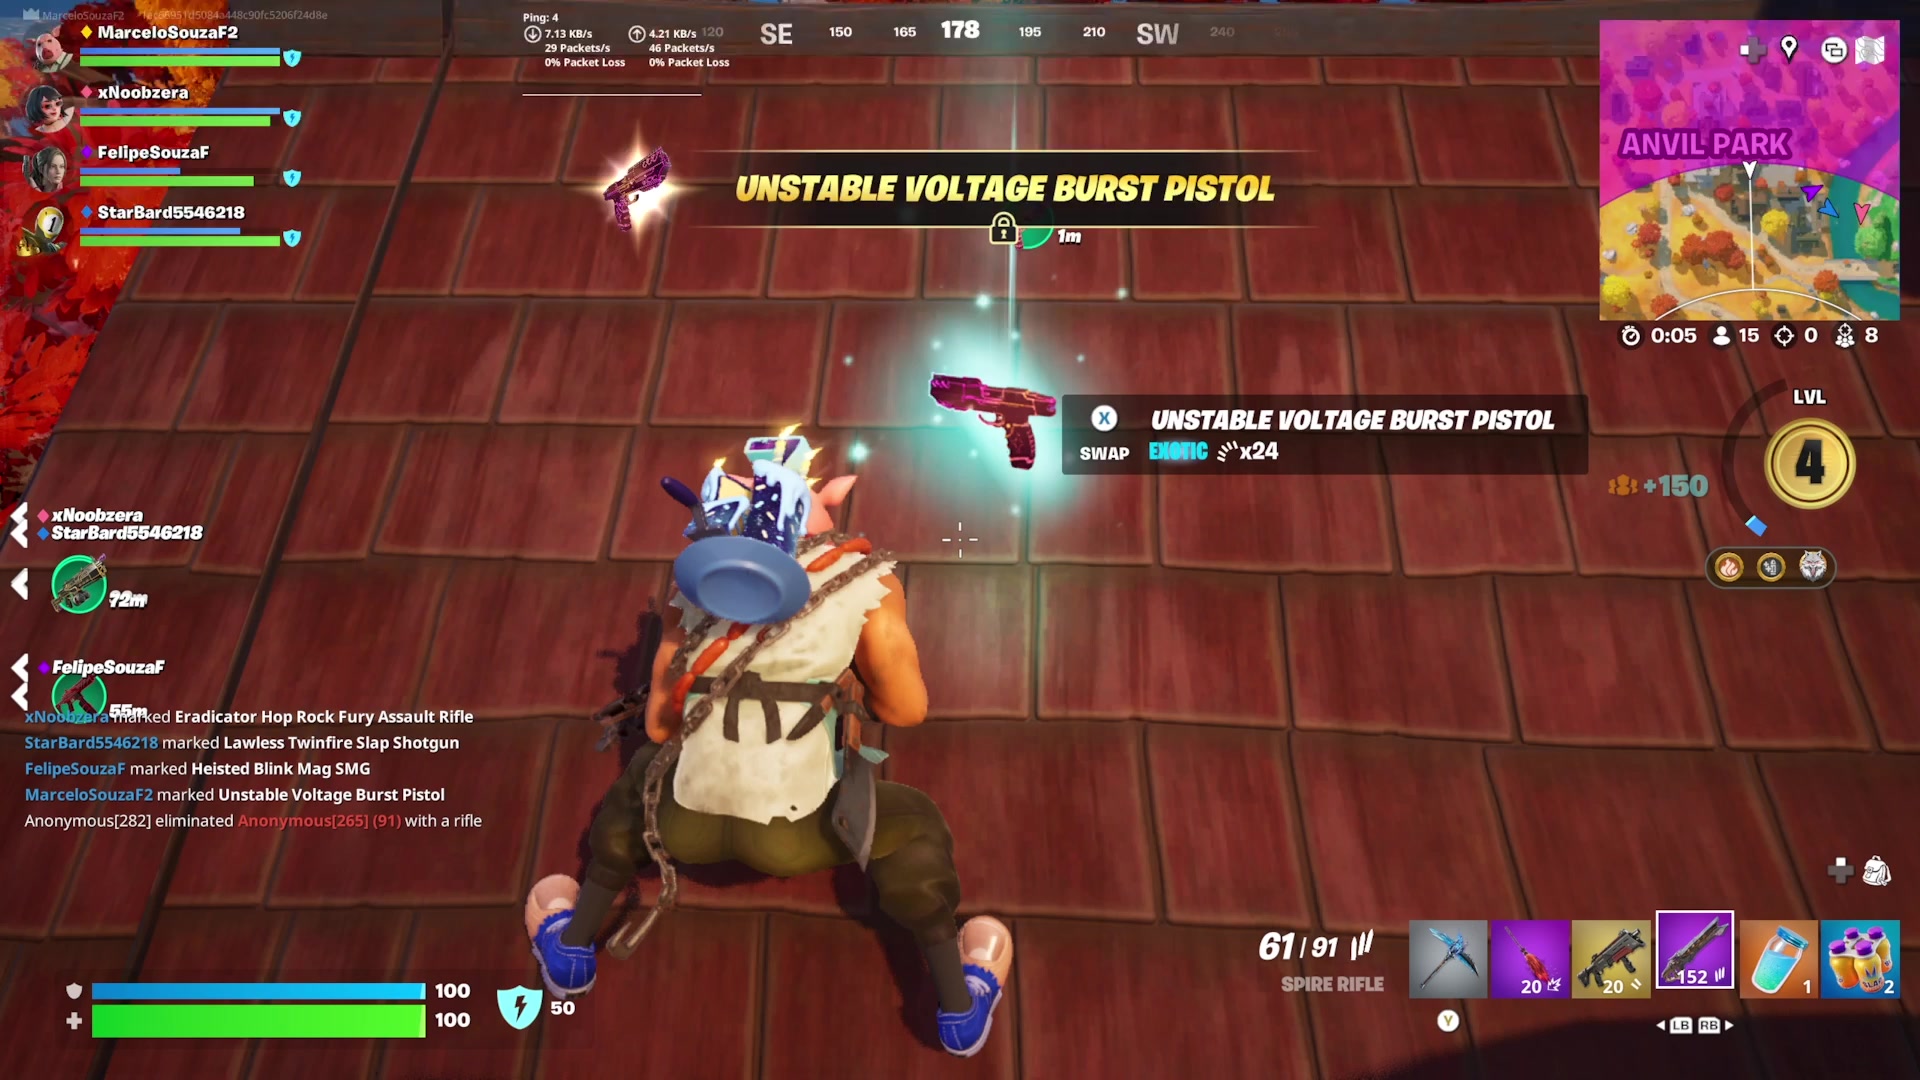 MarceloSouzaF2
MarceloSouzaF2
xNoobzera
FelipeSouzaF
StarBard5546218
1
Ping: 4
7.13 KB/s
29 Packets/s
0% Packet Loss
4.21 KB/s
46 Packets/s
0% Packet Loss
120 SE 150 165 178 195 210 SW 240
UNSTABLE VOLTAGE BURST PISTOL
1m
ANVIL PARK
0:05 15 0 8
LVL
4
+150
X UNSTABLE VOLTAGE BURST PISTOL
SWAP EXOTIC x24
xNoobzera
StarBard5546218
72m
FelipeSouzaF
55m
xNoobzera marked Eradicator Hop Rock Fury Assault Rifle
StarBard5546218 marked Lawless Twinfire Slap Shotgun
FelipeSouzaF marked Heisted Blink Mag SMG
MarceloSouzaF2 marked Unstable Voltage Burst Pistol
Anonymous[282] eliminated Anonymous[265] (91) with a rifle
100
100
50
61/91
SPIRE RIFLE
20 20 152 1 2
Y LB RB